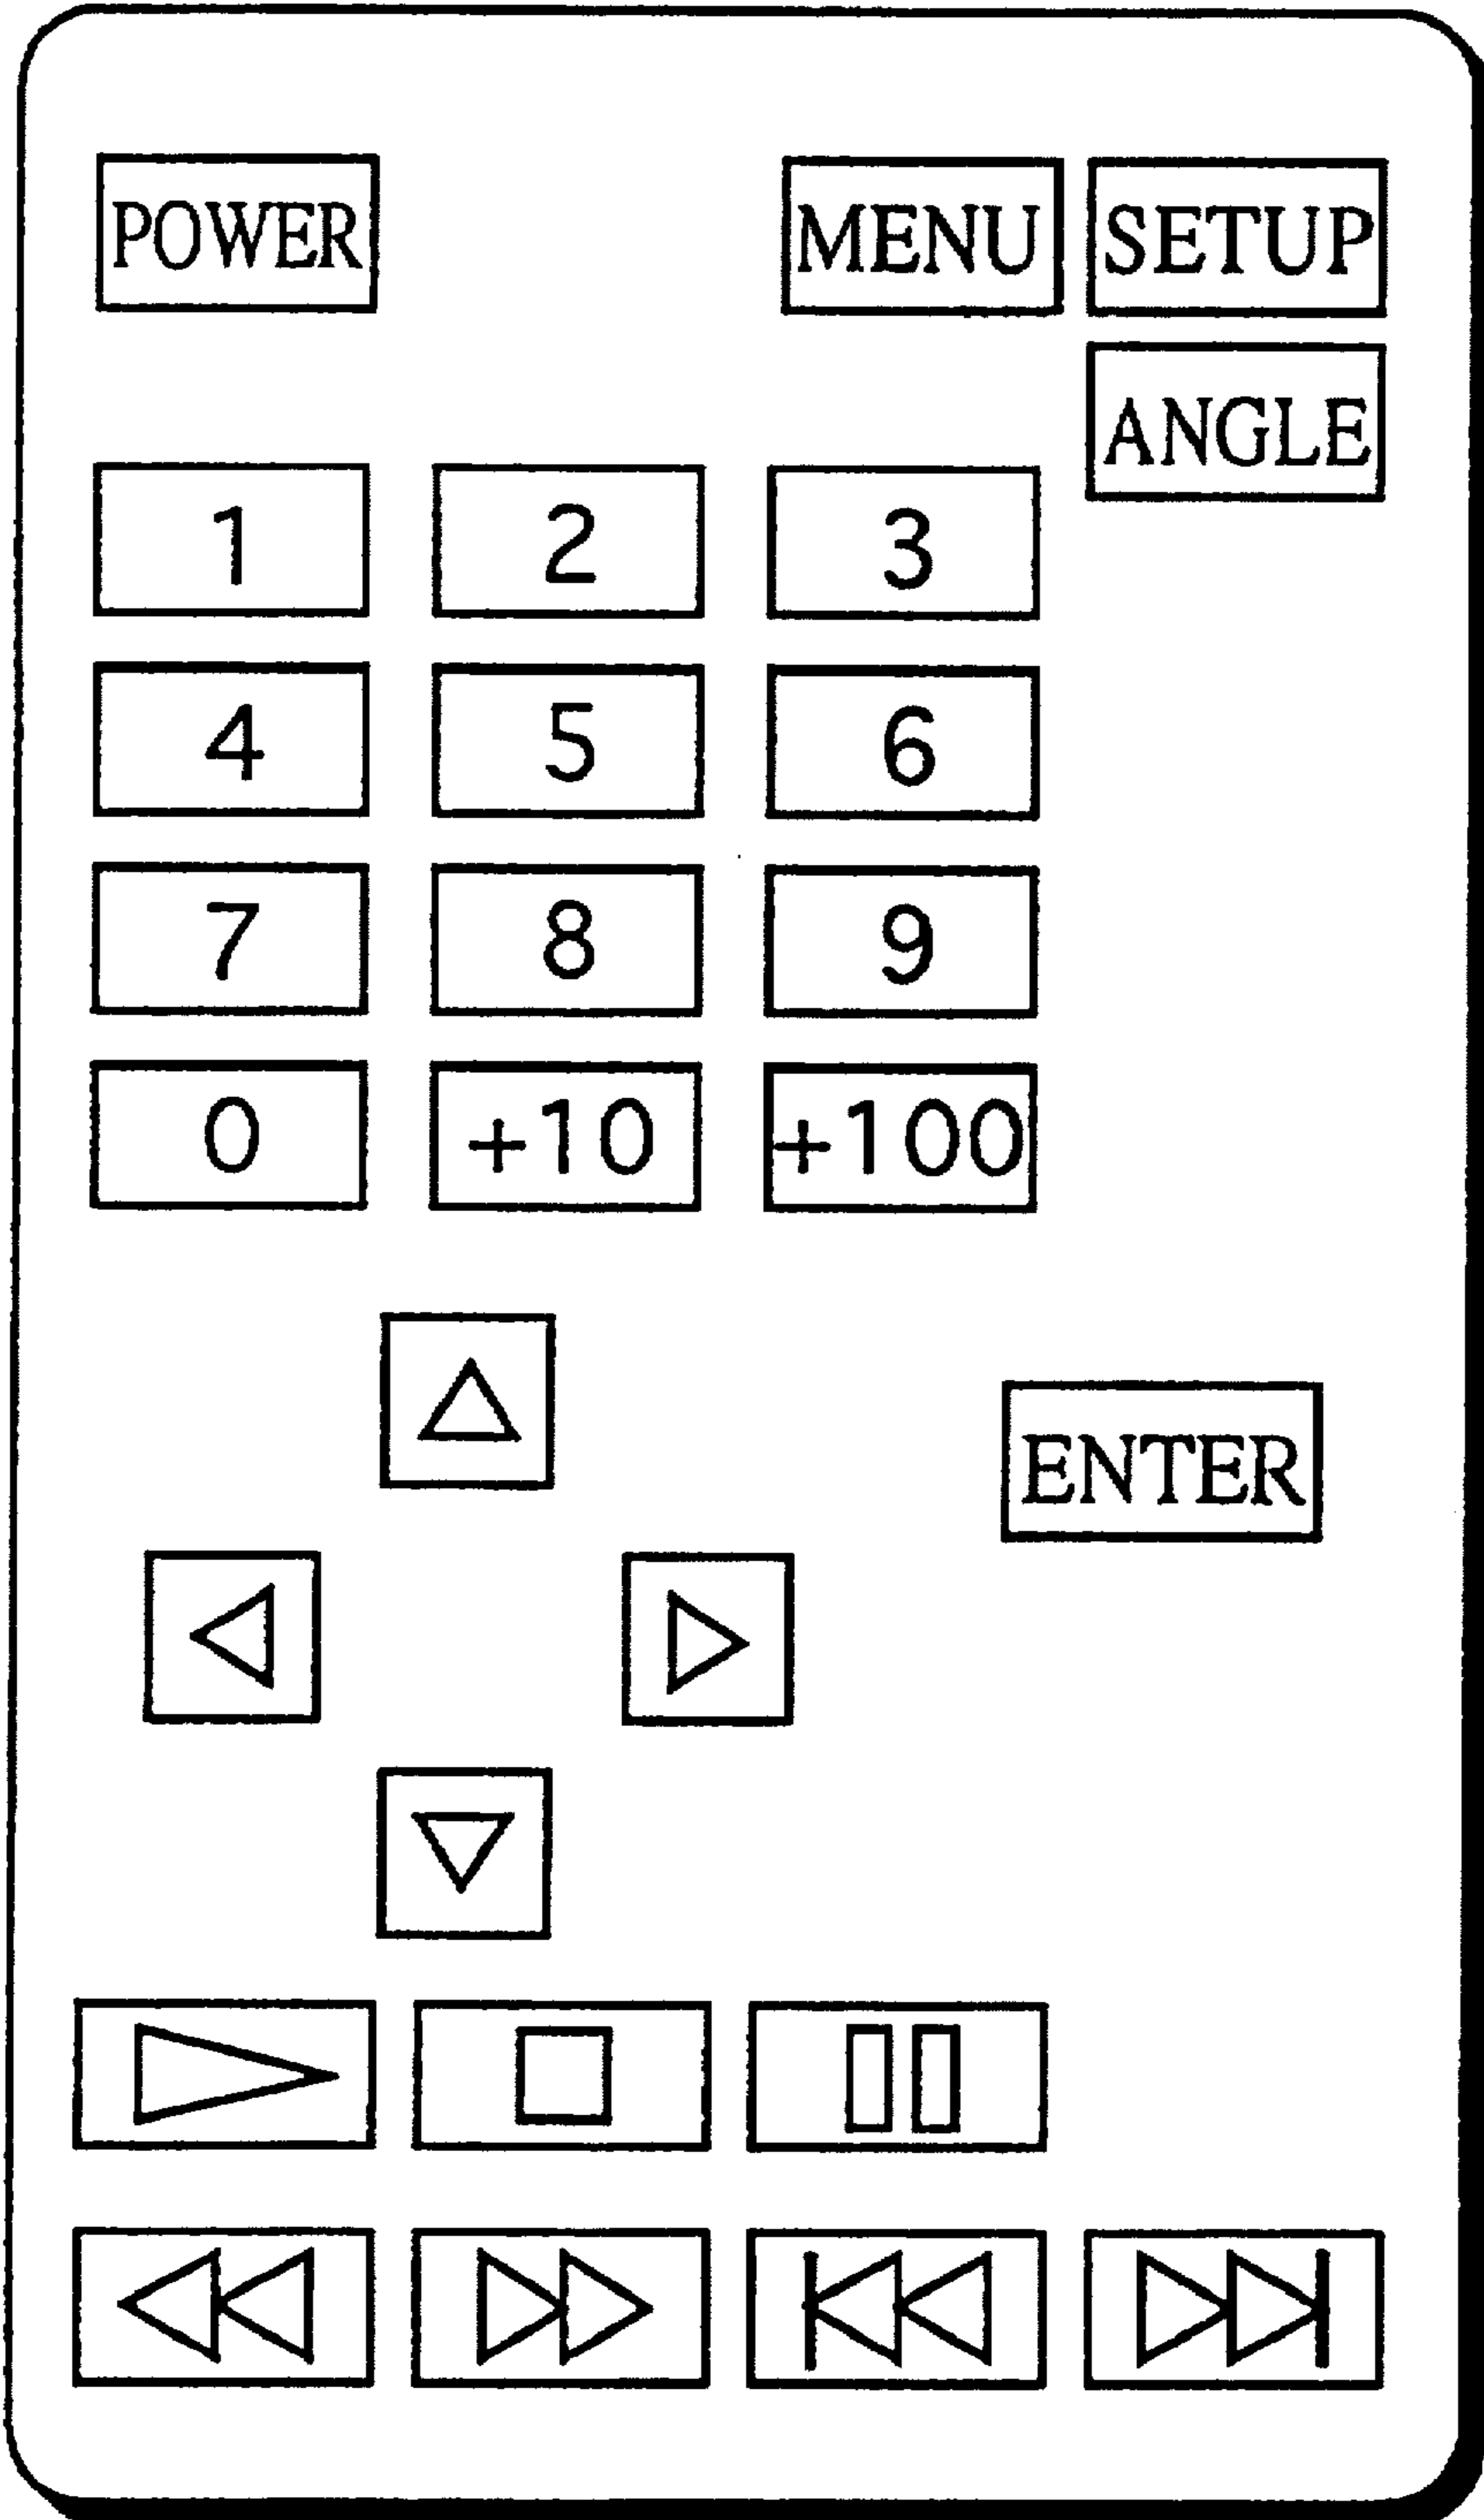 POWER MENU SETUP
ANGLE
1 2 3
4 5 6
7 8 9
0 +10 +100
ENTER